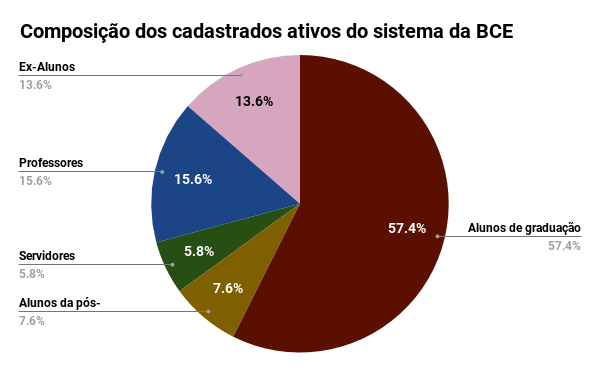 Composição dos cadastrados ativos do sistema da BCE
Ex-Alunos
13.6%
13.6%
Professores
15.6%
15.6%
Servidores
5.8%
5.8%
Alunos da pós-
7.6%
7.6%
57.4%
Alunos de graduação
57.4%